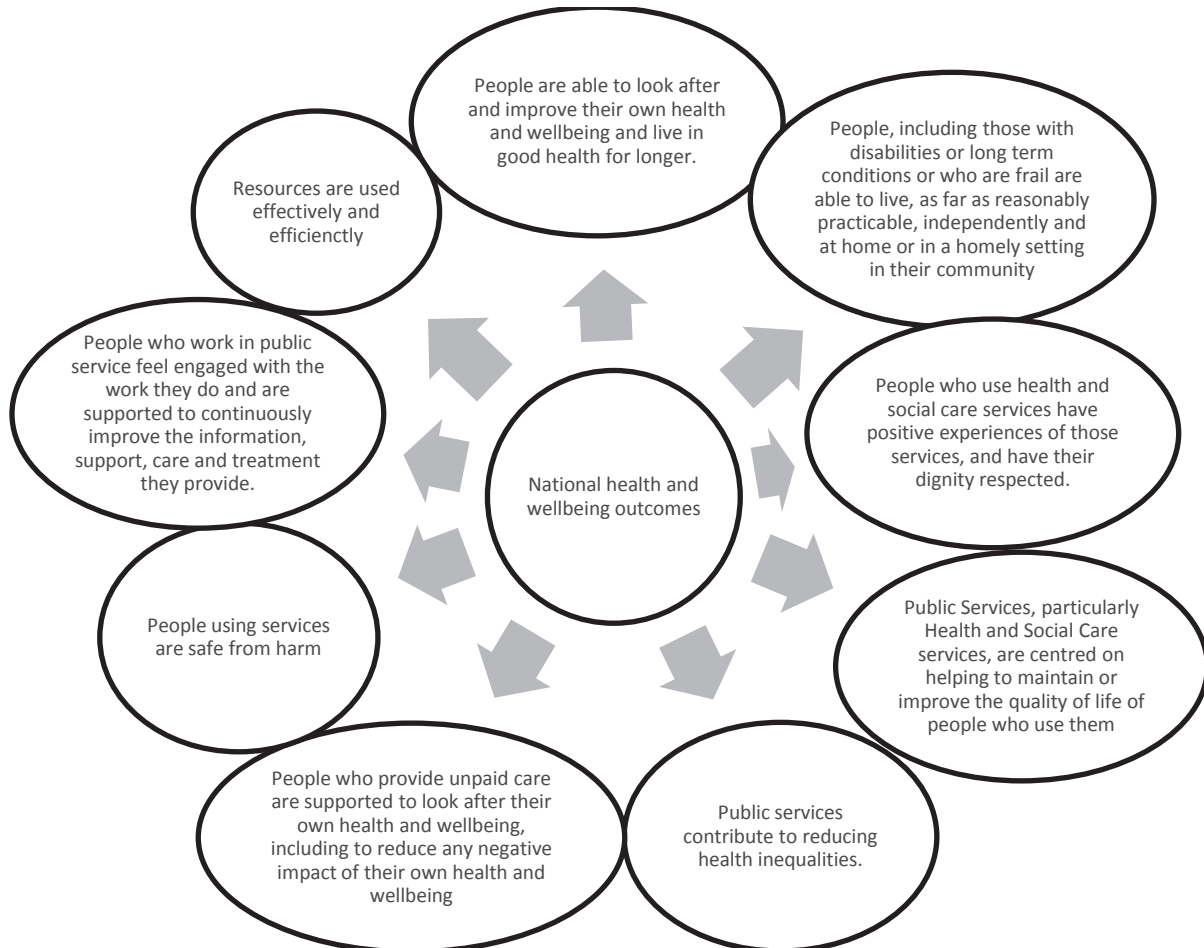 People are able to look after
and improve their own health
and wellbeing and live in
good health for longer.
People, including those with
disabilities or long term
conditions or who are frail are
able to live, as far as reasonably
practicable, independently and
at home or in a homely setting
in their community
People who use health and
social care services have
positive experiences of those
services, and have their
dignity respected.
Public Services, particularly
Health and Social Care
services, are centred on
helping to maintain or
improve the quality of life of
people who use them
Public services
contribute to reducing
health inequalities.
People who provide unpaid care
are supported to look after their
own health and wellbeing,
including to reduce any negative
impact of their own health and
wellbeing
People using services
are safe from harm
People who work in public
service feel engaged with the
work they do and are
supported to continuously
improve the information,
support, care and treatment
they provide.
Resources are used
effectively and
efficienctly
National health and
wellbeing outcomes